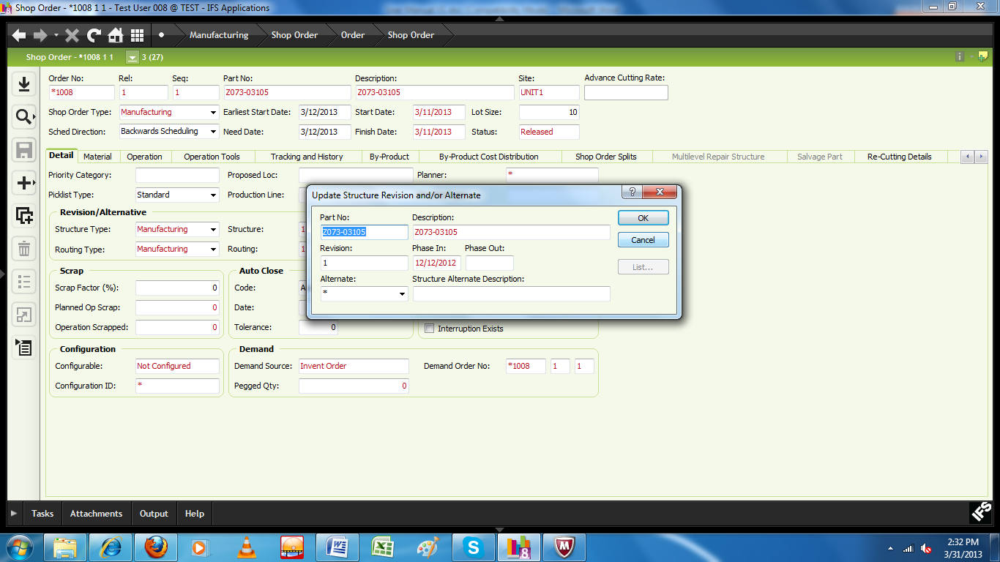 Shop Order - *1008 1 1 - Test User 008 @ TEST - IFS Applications
Manufacturing Shop Order Order Shop Order
Shop Order - *1008 1 1 3 (27)
Order No: Rel: Seq: Part No: Description: Site: Advance Cutting Rate:
*1008 1 1 Z073-03105 Z073-03105 UNIT1
Shop Order Type: Manufacturing Earliest Start Date: 3/12/2013 Start Date: 3/11/2013 Lot Size: 10
Sched Direction: Backwards Scheduling Need Date: 3/12/2013 Finish Date: 3/11/2013 Status: Released
Detail Material Operation Operation Tools Tracking and History By-Product By-Product Cost Distribution Shop Order Splits Multilevel Repair Structure Salvage Part Re-Cutting Details
Priority Category: Proposed Loc: Planner: *
Picklist Type: Standard Production Line:
Revision/Alternative
Structure Type: Manufacturing Structure: 1
Routing Type: Manufacturing Routing: 1
Scrap Auto Close
Scrap Factor (%): 0 Code:
Planned Op Scrap: 0 Date:
Operation Scrapped: 0 Tolerance: 0 Interruption Exists
Configuration Demand
Configurable: Not Configured Demand Source: Invent Order Demand Order No: *1008 1 1
Configuration ID: * Pegged Qty: 0
Update Structure Revision and/or Alternate
Part No: Description: OK
Z073-03105 Z073-03105
Cancel
Revision: Phase In: Phase Out:
1 12/12/2012
List...
Alternate: Structure Alternate Description:
*
Tasks Attachments Output Help IFS
2:32 PM
3/31/2013